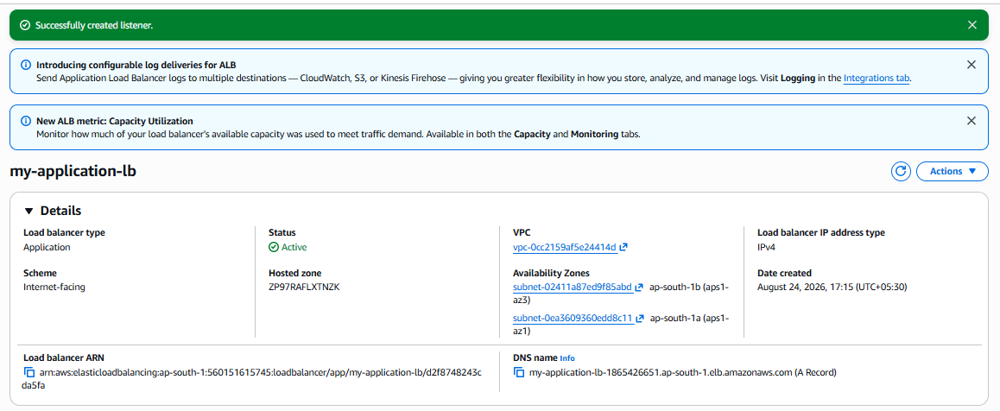 Successfully created listener.
Introducing configurable log deliveries for ALB
Send Application Load Balancer logs to multiple destinations — CloudWatch, S3, or Kinesis Firehose — giving you greater flexibility in how you store, analyze, and manage logs. Visit Logging in the Integrations tab.
New ALB metric: Capacity Utilization
Monitor how much of your load balancer's available capacity was used to meet traffic demand. Available in both the Capacity and Monitoring tabs.
my-application-lb
Actions
Details
Load balancer type
Application
Status
Active
VPC
vpc-0cc2159af5e24414d
Load balancer IP address type
IPv4
Scheme
Internet-facing
Hosted zone
ZP97RAFLXTNZK
Availability Zones
subnet-02411a87ed9f85abd ap-south-1b (aps1-
az3)
subnet-0ea3609360edd8c11 ap-south-1a (aps1-
az1)
Date created
August 24, 2026, 17:15 (UTC+05:30)
Load balancer ARN
arn:aws:elasticloadbalancing:ap-south-1:560151615745:loadbalancer/app/my-application-lb/d2f8748243c
da5fa
DNS name Info
my-application-lb-1865426651.ap-south-1.elb.amazonaws.com (A Record)